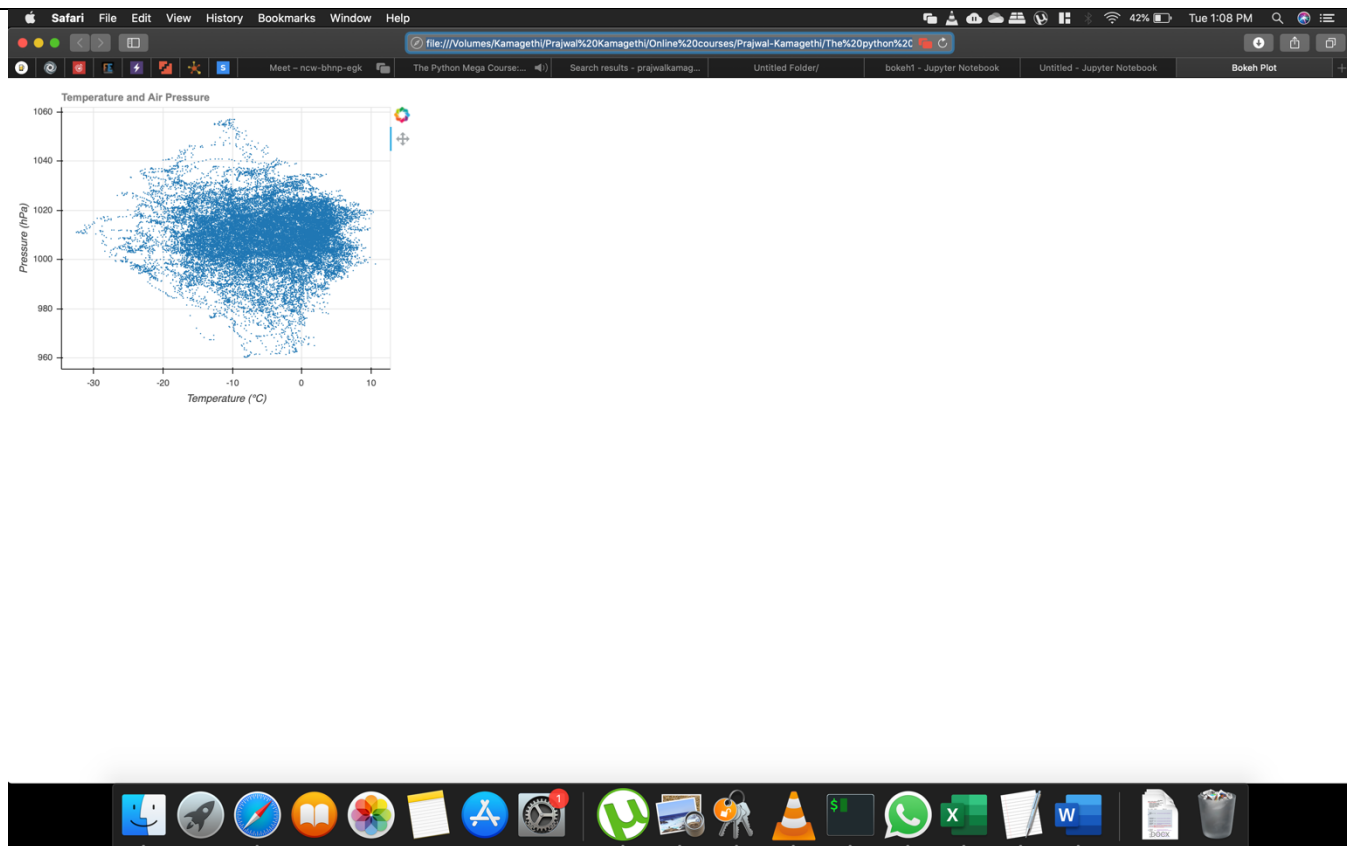 Safari File Edit View History Bookmarks Window Help 42% Tue 1:08 PM
file:///Volumes/Kamagethi/Prajwal%20Kamagethi/Online%20courses/Prajwal-Kamagethi/The%20python%2C
Meet – ncw-bhnp-egk The Python Mega Course:... Search results - prajwalkamag... Untitled Folder/ bokeh1 - Jupyter Notebook Untitled - Jupyter Notebook Bokeh Plot
Temperature and Air Pressure
1060
1040
1020
1000
980
960
Pressure (hPa)
-30 -20 -10 0 10
Temperature (°C)
1
$
X
W
DOCX